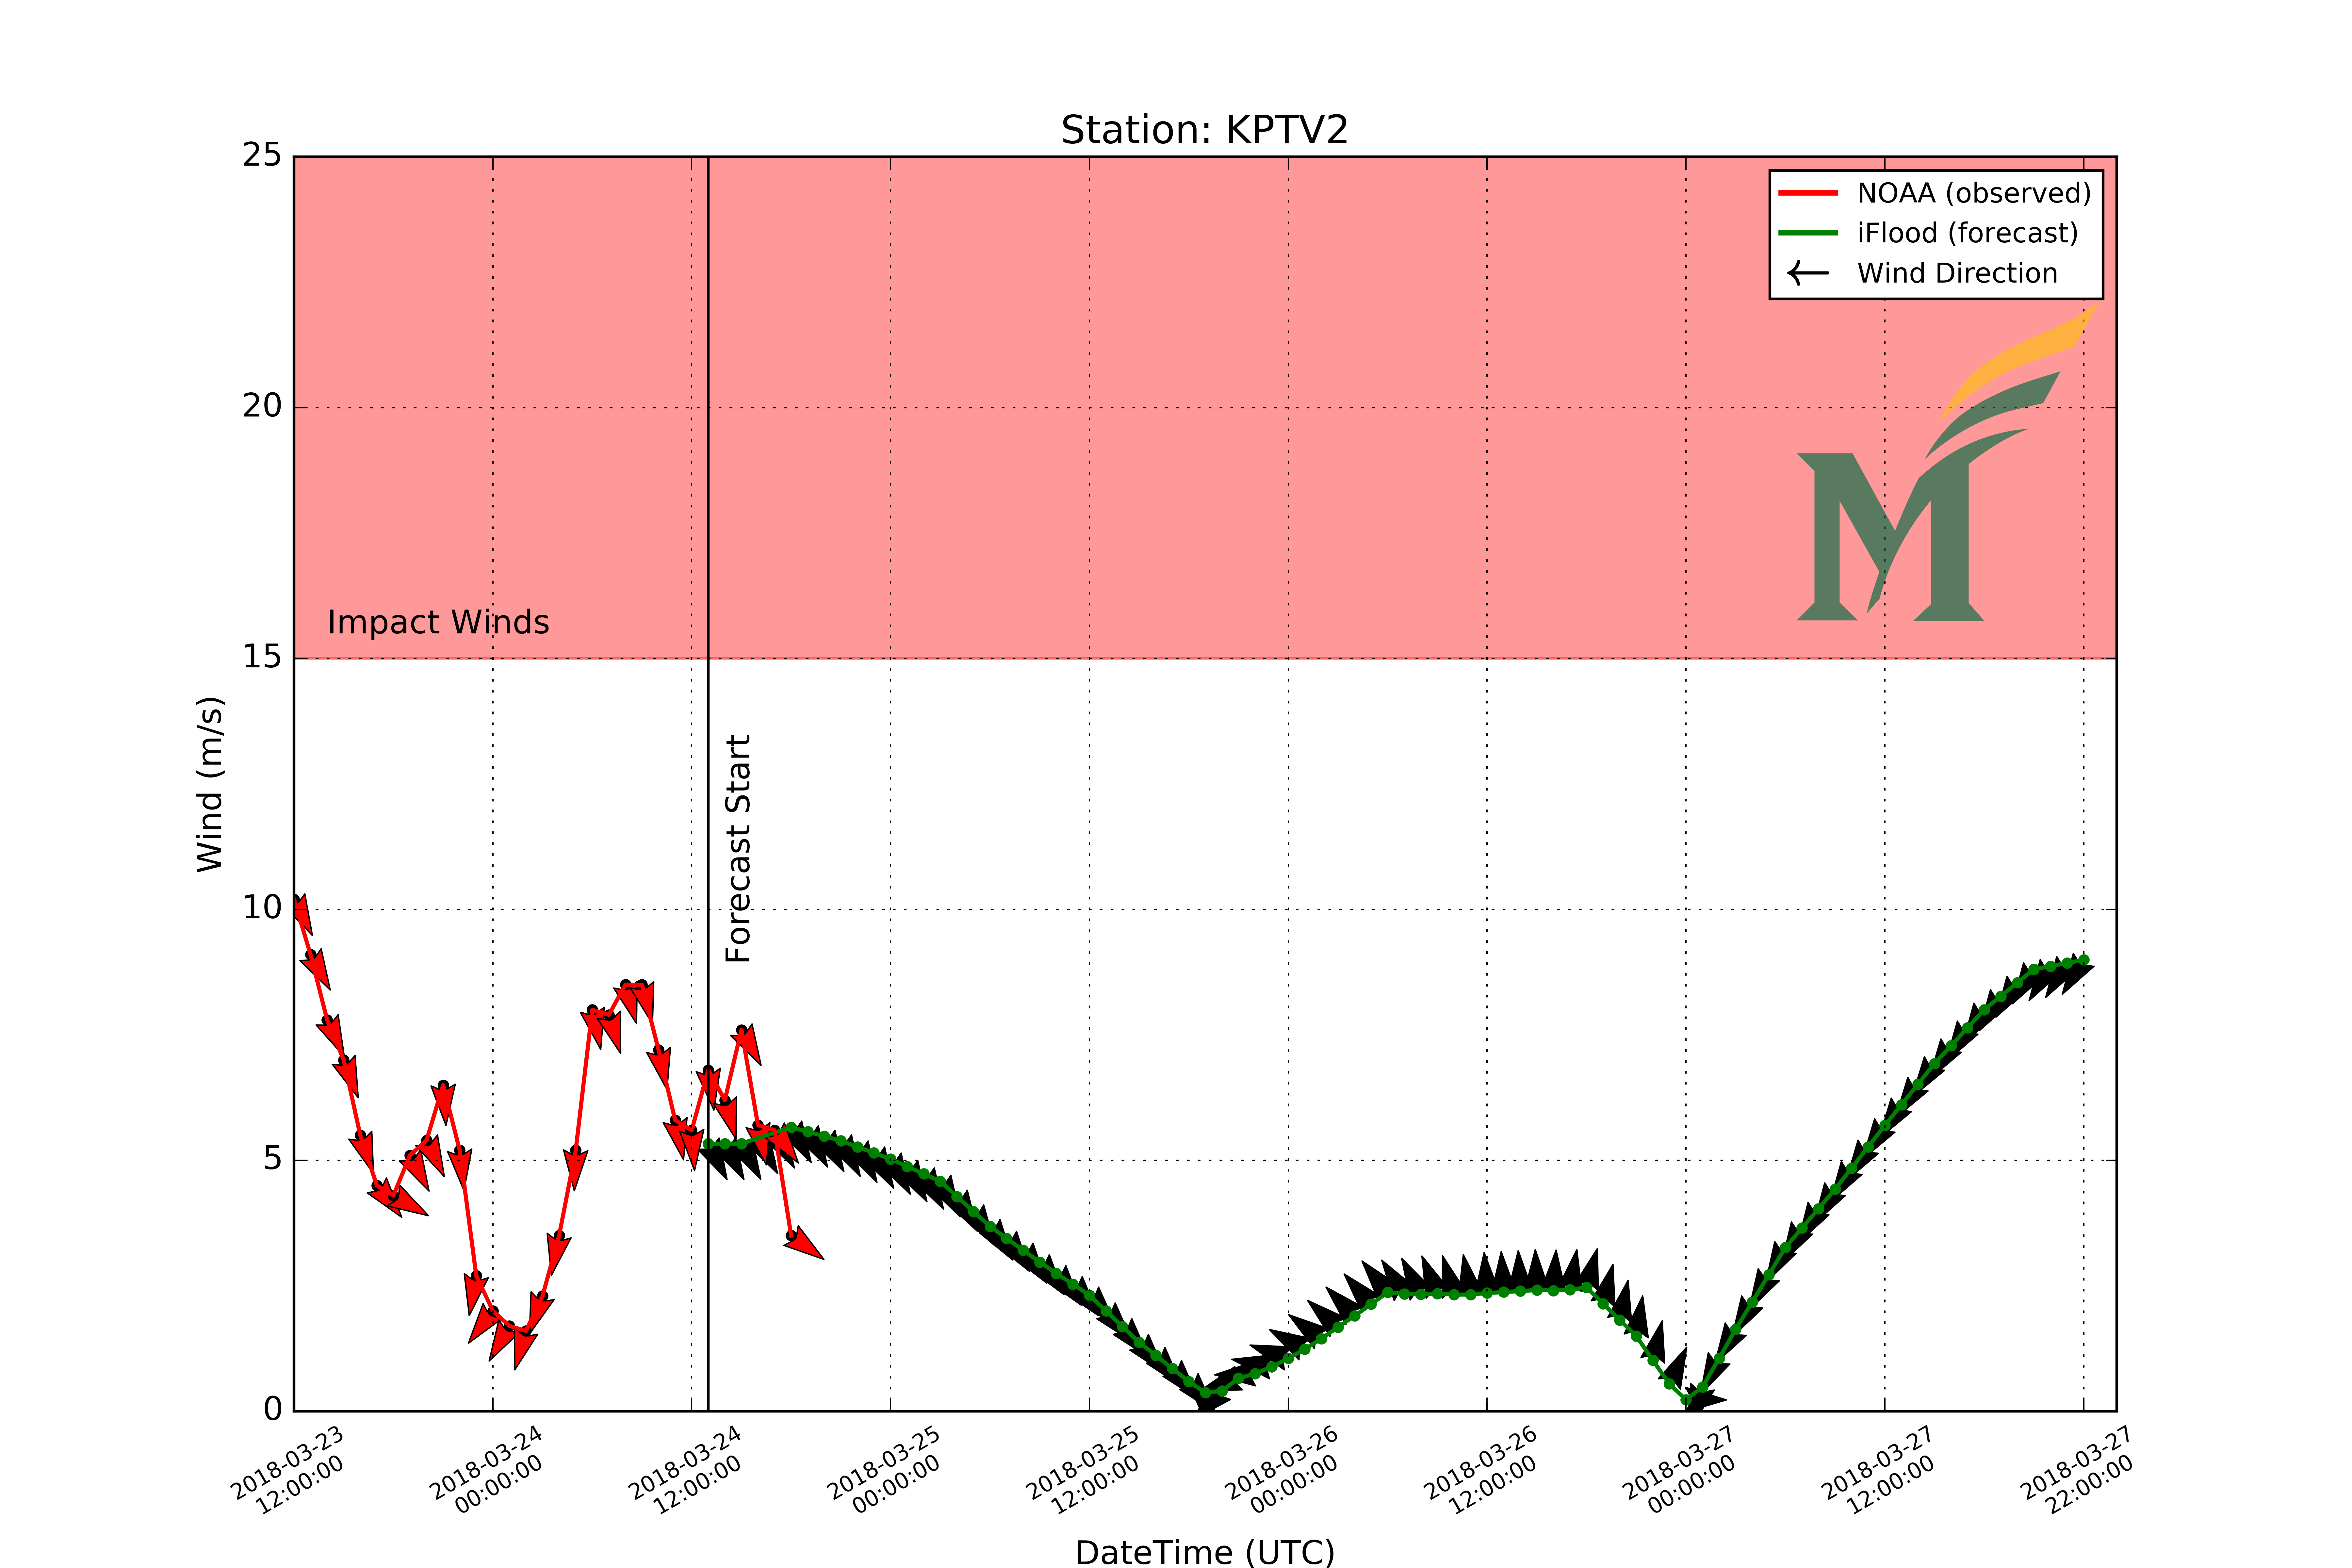 Station: KPTV2
25
20
15
10
5
0
Wind (m/s)
NOAA (observed)
iFlood (forecast)
Wind Direction
Impact Winds
Forecast Start
2018-03-23
12:00:00
2018-03-24
00:00:00
2018-03-24
12:00:00
2018-03-25
00:00:00
2018-03-25
12:00:00
2018-03-26
00:00:00
2018-03-26
12:00:00
2018-03-27
00:00:00
2018-03-27
12:00:00
2018-03-27
22:00:00
DateTime (UTC)
M